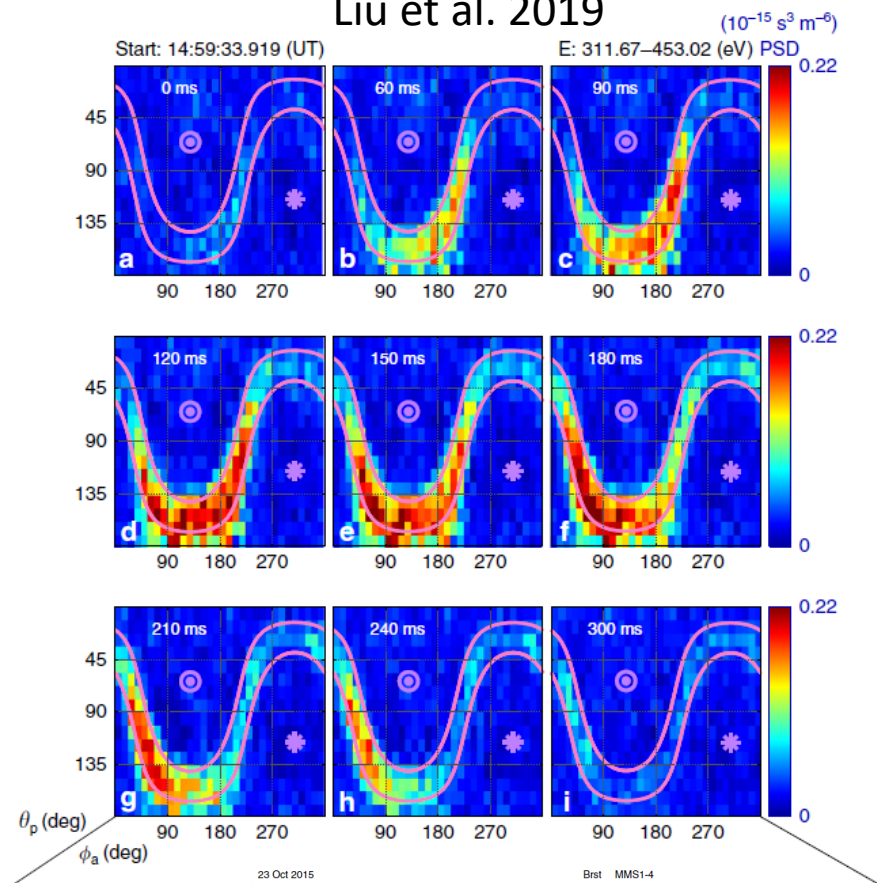 Liu et al. 2019
(10⁻¹⁵ s³ m⁻⁶)
Start: 14:59:33.919 (UT) E: 311.67–453.02 (eV) PSD
0 ms 60 ms 90 ms 0.22
45
90
135
a b c 0
90 180 270 90 180 270 90 180 270
120 ms 150 ms 180 ms 0.22
45
90
135
d e f 0
90 180 270 90 180 270 90 180 270
210 ms 240 ms 300 ms 0.22
45
90
135
g h i 0
θp (deg) 90 180 270 90 180 270 90 180 270
ϕa (deg)
23 Oct 2015 Brst MMS1-4